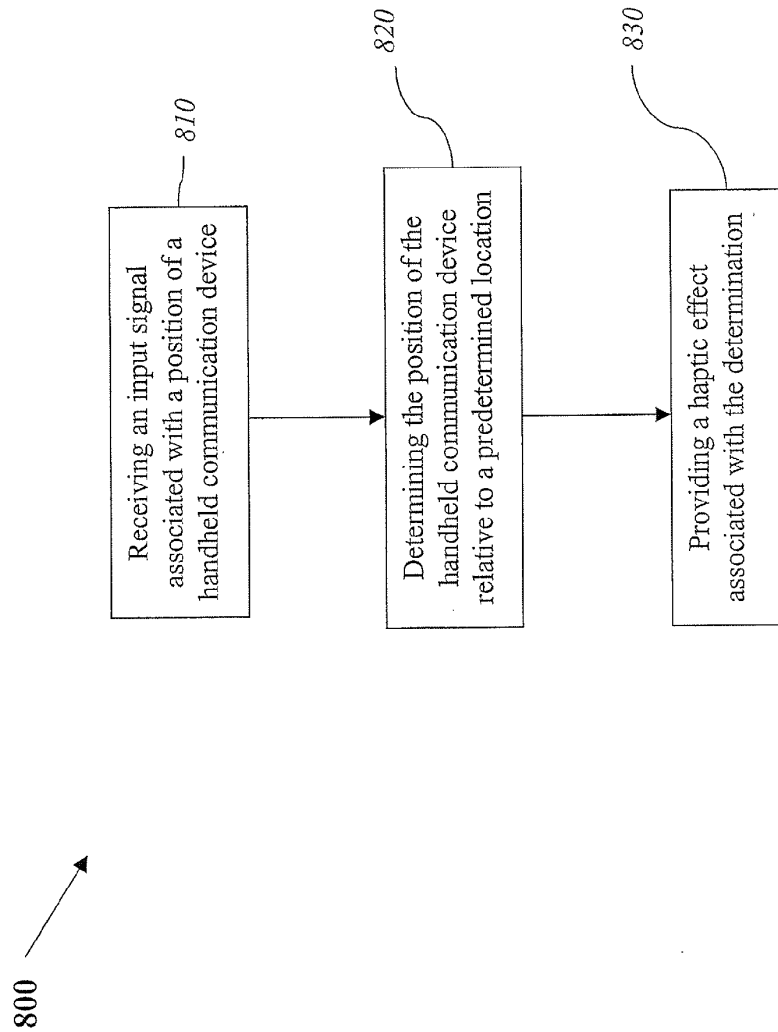 800
Receiving an input signal
associated with a position of a
handheld communication device
810
Determining the position of the
handheld communication device
relative to a predetermined location
820
Providing a haptic effect
associated with the determination
830